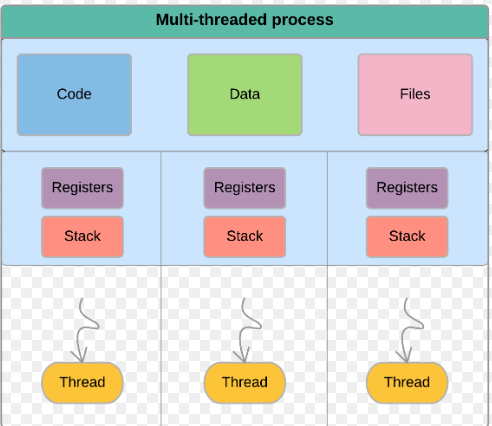 Multi-threaded process
Code Data Files
Registers Registers Registers
Stack Stack Stack
Thread Thread Thread